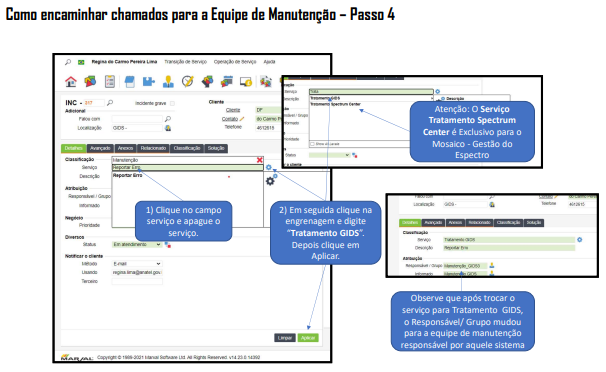 Como encaminhar chamados para a Equipe de Manutenção – Passo 4
Regina do Carmo Pereira Lima Transição de Serviço Operação de Serviço Ajuda
INC -
Incidente grave
Cliente
Adicional
Cliente DF
Falou com
Contato do Carmo P
Localização GIDS -
Telefone 4612615
Detalhes Avançado Anexos Relacionado Classificação Solução
Classificação Manutenção
Serviço Reportar Erro
Descrição Reportar Erro
Atribuição
Responsável / Grupo
Informado
Negócio
Prioridade
Diversos
Status Em atendimento
Notificar o cliente
Método E-mail
Usando regina.lima@anatel.gov
Terceiro
Limpar Aplicar
MARVAL Copyright © 1989-2021 Marval Software Ltd. All Rights Reserved. v14.23.0.14392
1) Clique no campo
serviço e apague o
serviço.
2) Em seguida clique na
engrenagem e digite
“Tratamento GIDS”.
Depois clique em
Aplicar.
Serviço
Descrição Tratamento GIDS Descrição
Tratamento Spectrum Center
Informado
Status
Atenção: O Serviço
Tratamento Spectrum
Center é Exclusivo para o
Mosaico - Gestão do
Espectro
Localização GIDS - Telefone 4612615
Detalhes Avançado Anexos Relacionado Classificação Solução
Classificação
Serviço Tratamento GIDS
Descrição Reportar Erro
Atribuição
Responsável / Grupo Manutenção_GIDS
Informado Manutenção_GIDS
Observe que após trocar o
serviço para Tratamento GIDS,
o Responsável/ Grupo mudou
para a equipe de manutenção
responsável por aquele sistema